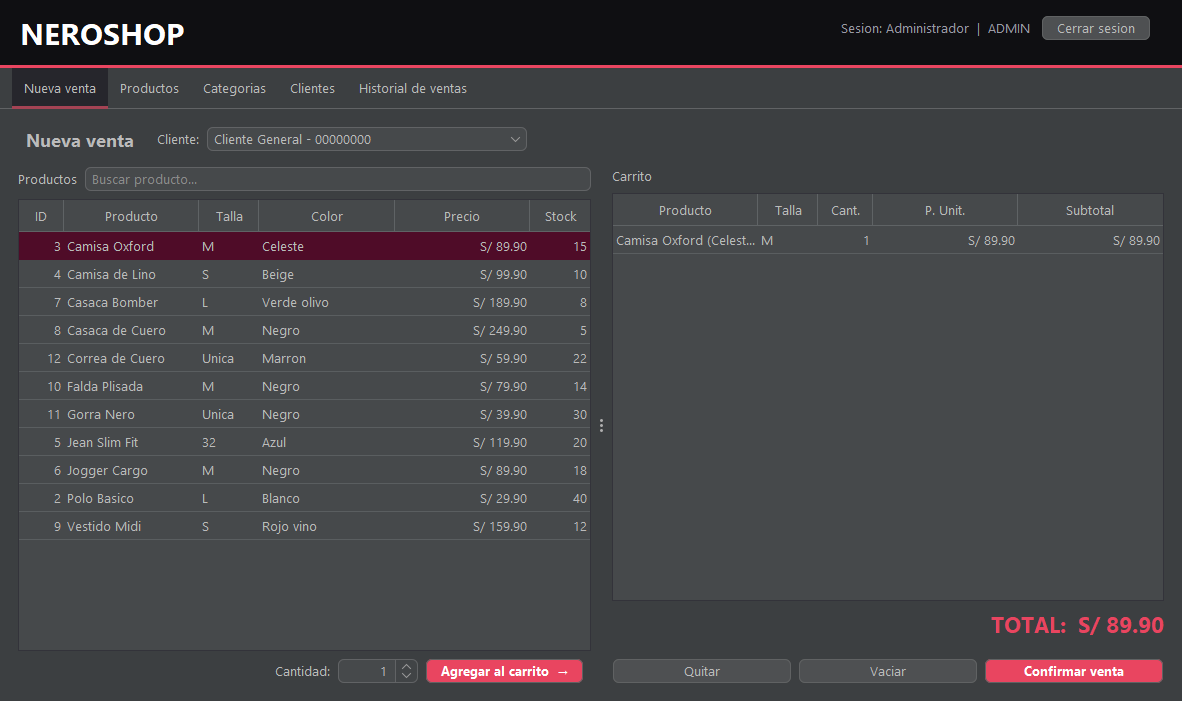 NEROSHOP
Sesion: Administrador | ADMIN Cerrar sesion
Nueva venta Productos Categorias Clientes Historial de ventas
Nueva venta Cliente: Cliente General - 00000000
Productos Buscar producto...
ID Producto Talla Color Precio Stock
3 Camisa Oxford M Celeste S/ 89.90 15
4 Camisa de Lino S Beige S/ 99.90 10
7 Casaca Bomber L Verde olivo S/ 189.90 8
8 Casaca de Cuero M Negro S/ 249.90 5
12 Correa de Cuero Unica Marron S/ 59.90 22
10 Falda Plisada M Negro S/ 79.90 14
11 Gorra Nero Unica Negro S/ 39.90 30
5 Jean Slim Fit 32 Azul S/ 119.90 20
6 Jogger Cargo M Negro S/ 89.90 18
2 Polo Basico L Blanco S/ 29.90 40
9 Vestido Midi S Rojo vino S/ 159.90 12
Cantidad: 1 Agregar al carrito →
Carrito
Producto Talla Cant. P. Unit. Subtotal
Camisa Oxford (Celest... M 1 S/ 89.90 S/ 89.90
TOTAL: S/ 89.90
Quitar Vaciar Confirmar venta